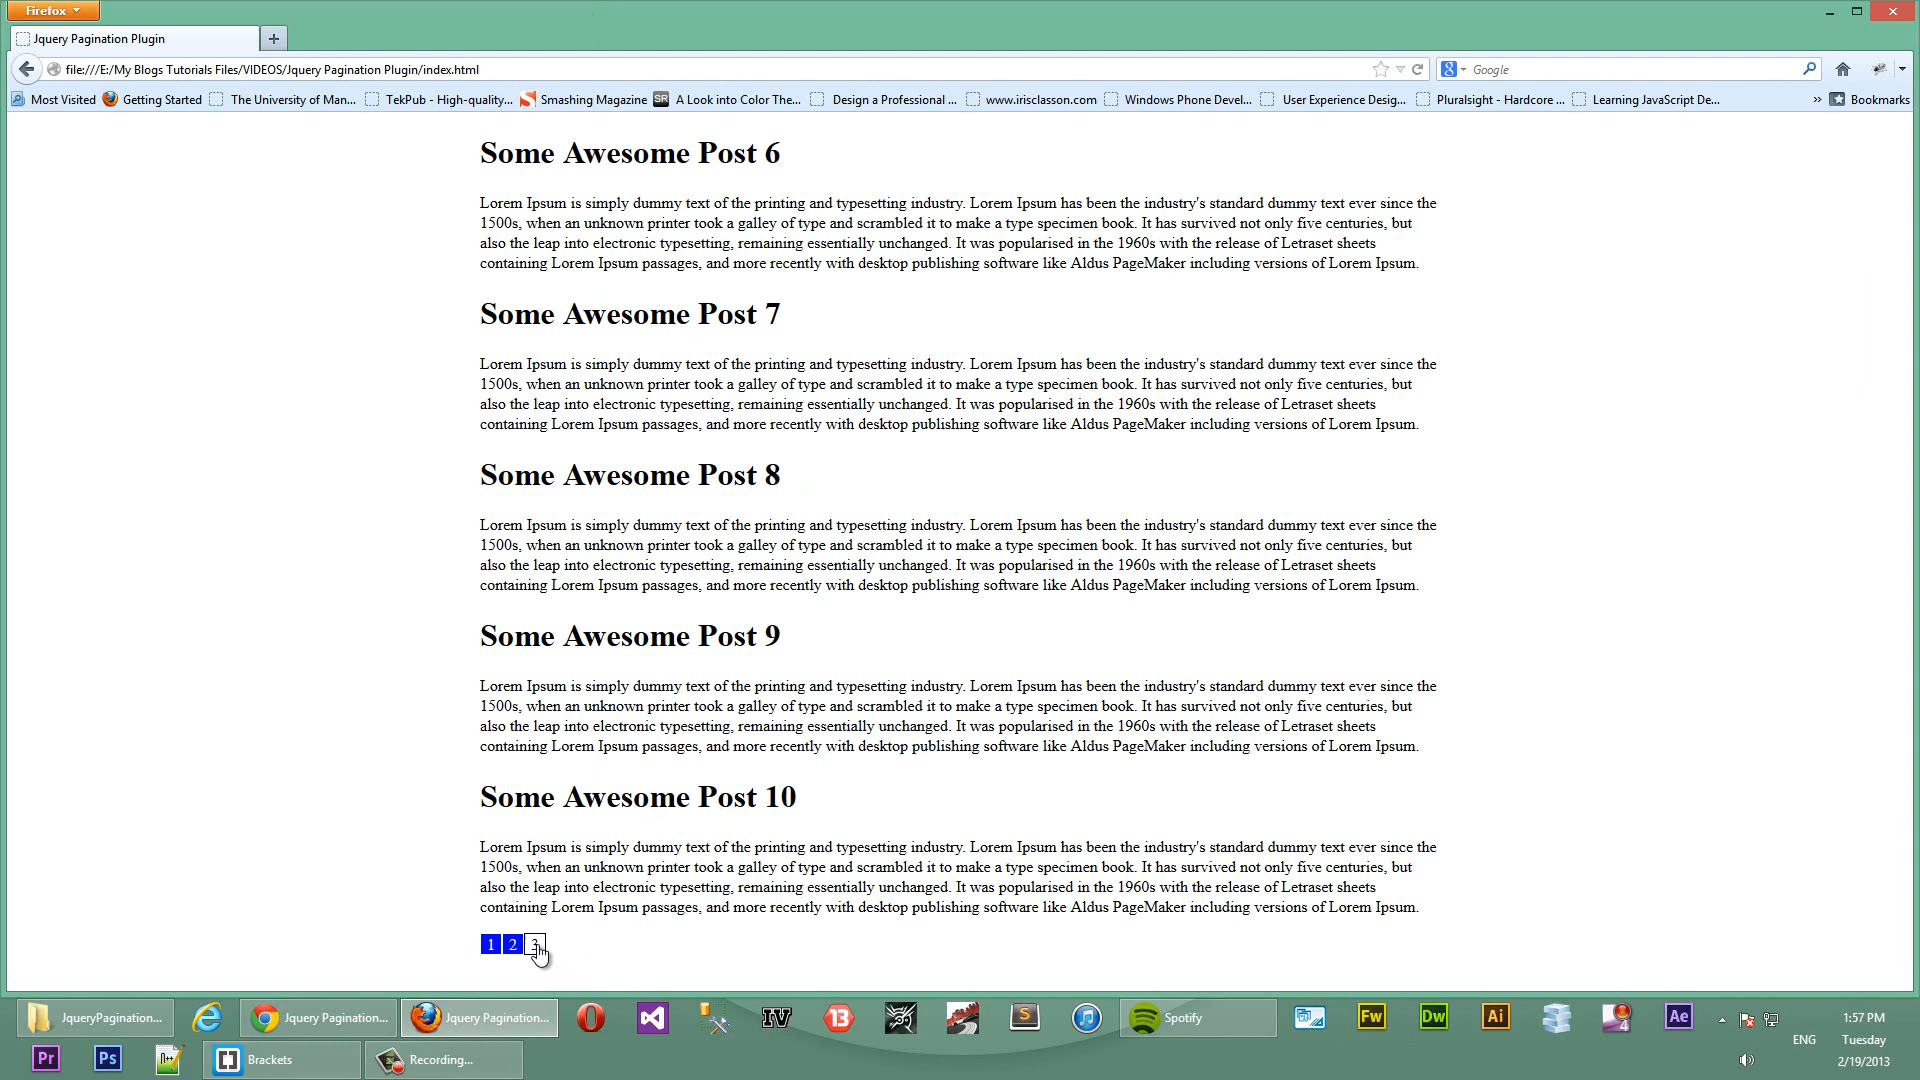 Firefox
Jquery Pagination Plugin
file:///E:/My Blogs Tutorials Files/VIDEOS/Jquery Pagination Plugin/index.html
Google
Most Visited Getting Started The University of Man... TekPub - High-quality... Smashing Magazine SR A Look into Color The... Design a Professional ... www.irisclasson.com Windows Phone Devel... User Experience Desig... Pluralsight - Hardcore ... Learning JavaScript De... » Bookmarks
Some Awesome Post 6
Lorem Ipsum is simply dummy text of the printing and typesetting industry. Lorem Ipsum has been the industry's standard dummy text ever since the
1500s, when an unknown printer took a galley of type and scrambled it to make a type specimen book. It has survived not only five centuries, but
also the leap into electronic typesetting, remaining essentially unchanged. It was popularised in the 1960s with the release of Letraset sheets
containing Lorem Ipsum passages, and more recently with desktop publishing software like Aldus PageMaker including versions of Lorem Ipsum.
Some Awesome Post 7
Lorem Ipsum is simply dummy text of the printing and typesetting industry. Lorem Ipsum has been the industry's standard dummy text ever since the
1500s, when an unknown printer took a galley of type and scrambled it to make a type specimen book. It has survived not only five centuries, but
also the leap into electronic typesetting, remaining essentially unchanged. It was popularised in the 1960s with the release of Letraset sheets
containing Lorem Ipsum passages, and more recently with desktop publishing software like Aldus PageMaker including versions of Lorem Ipsum.
Some Awesome Post 8
Lorem Ipsum is simply dummy text of the printing and typesetting industry. Lorem Ipsum has been the industry's standard dummy text ever since the
1500s, when an unknown printer took a galley of type and scrambled it to make a type specimen book. It has survived not only five centuries, but
also the leap into electronic typesetting, remaining essentially unchanged. It was popularised in the 1960s with the release of Letraset sheets
containing Lorem Ipsum passages, and more recently with desktop publishing software like Aldus PageMaker including versions of Lorem Ipsum.
Some Awesome Post 9
Lorem Ipsum is simply dummy text of the printing and typesetting industry. Lorem Ipsum has been the industry's standard dummy text ever since the
1500s, when an unknown printer took a galley of type and scrambled it to make a type specimen book. It has survived not only five centuries, but
also the leap into electronic typesetting, remaining essentially unchanged. It was popularised in the 1960s with the release of Letraset sheets
containing Lorem Ipsum passages, and more recently with desktop publishing software like Aldus PageMaker including versions of Lorem Ipsum.
Some Awesome Post 10
Lorem Ipsum is simply dummy text of the printing and typesetting industry. Lorem Ipsum has been the industry's standard dummy text ever since the
1500s, when an unknown printer took a galley of type and scrambled it to make a type specimen book. It has survived not only five centuries, but
also the leap into electronic typesetting, remaining essentially unchanged. It was popularised in the 1960s with the release of Letraset sheets
containing Lorem Ipsum passages, and more recently with desktop publishing software like Aldus PageMaker including versions of Lorem Ipsum.
1 2 3
JqueryPagination... Jquery Pagination... Jquery Pagination... IV 13 S Spotify Fw Dw Ai 4 Ae 1:57 PM
ENG Tuesday
Pr Ps Brackets Recording... 2/19/2013